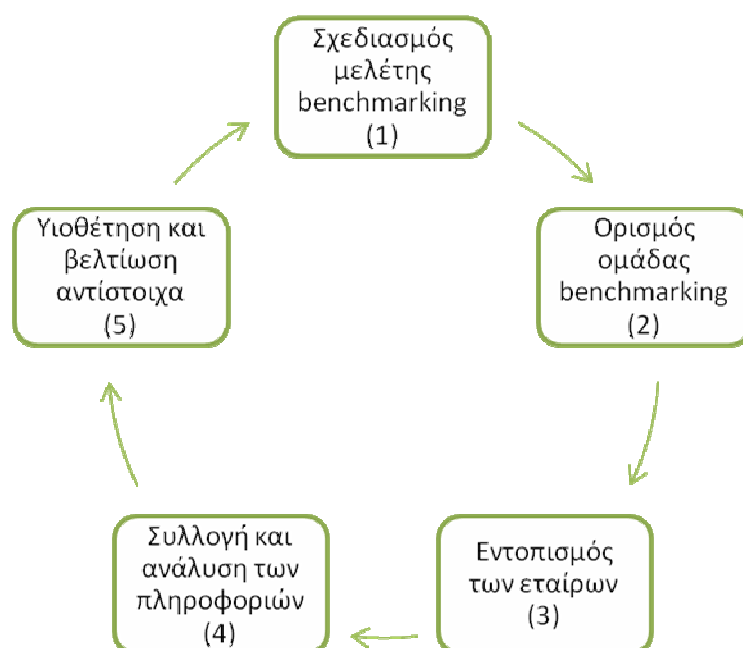 Σχεδιασμός
μελέτης
benchmarking
(1)
Ορισμός
ομάδας
benchmarking
(2)
Εντοπισμός
των εταίρων
(3)
Συλλογή και
ανάλυση των
πληροφοριών
(4)
Υιοθέτηση και
βελτίωση
αντίστοιχα
(5)